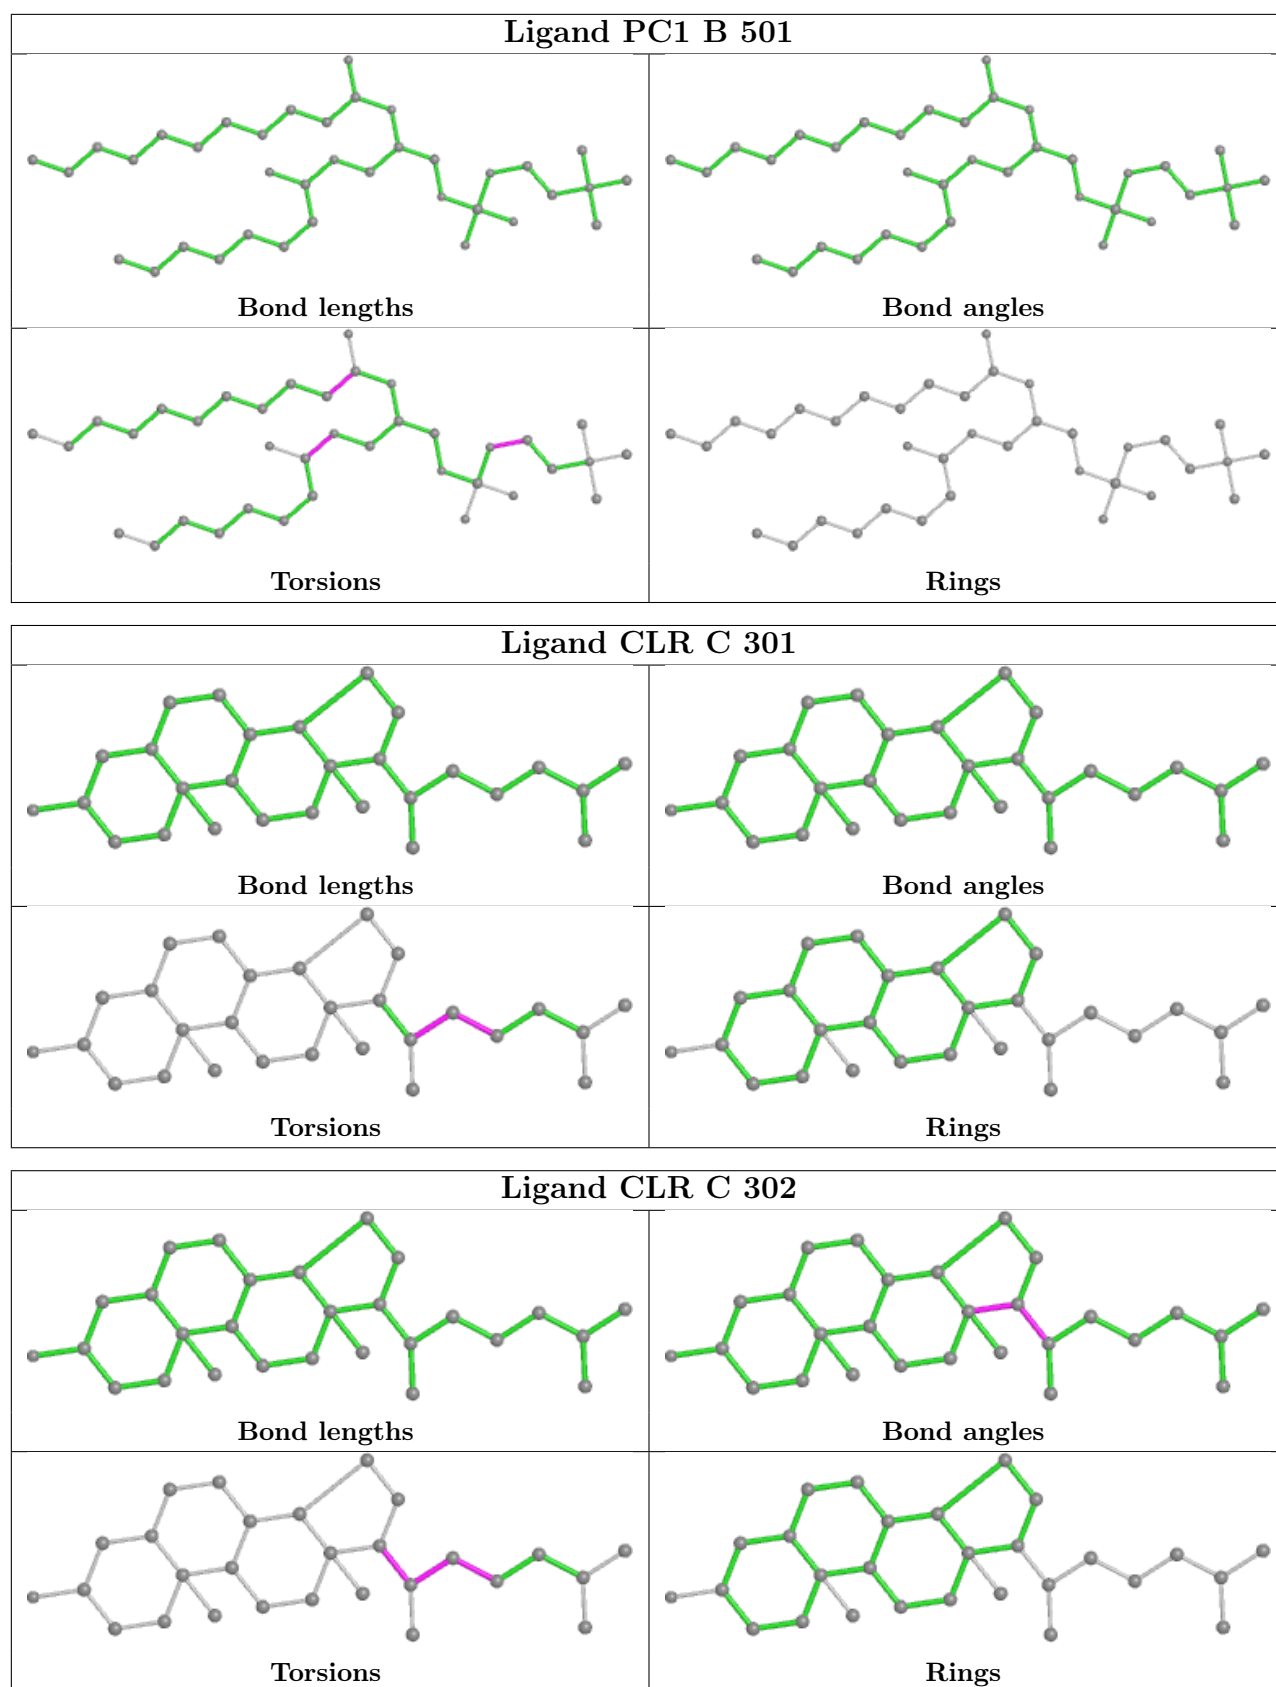 Ligand PC1 B 501
Bond lengths
Bond angles
Torsions
Rings
Ligand CLR C 301
Bond lengths
Bond angles
Torsions
Rings
Ligand CLR C 302
Bond lengths
Bond angles
Torsions
Rings